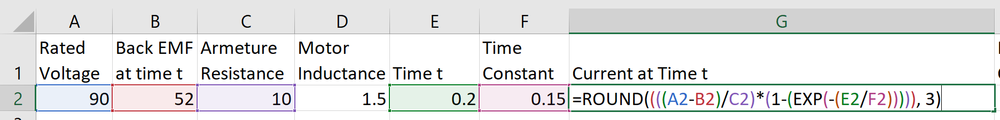 A B C D E F G
Rated Back EMF Armeture Motor Time
1 Voltage at time t Resistance Inductance Time t Constant Current at Time t
2 90 52 10 1.5 0.2 0.15 =ROUND((((A2-B2)/C2)*(1-(EXP(-(E2/F2))))), 3)